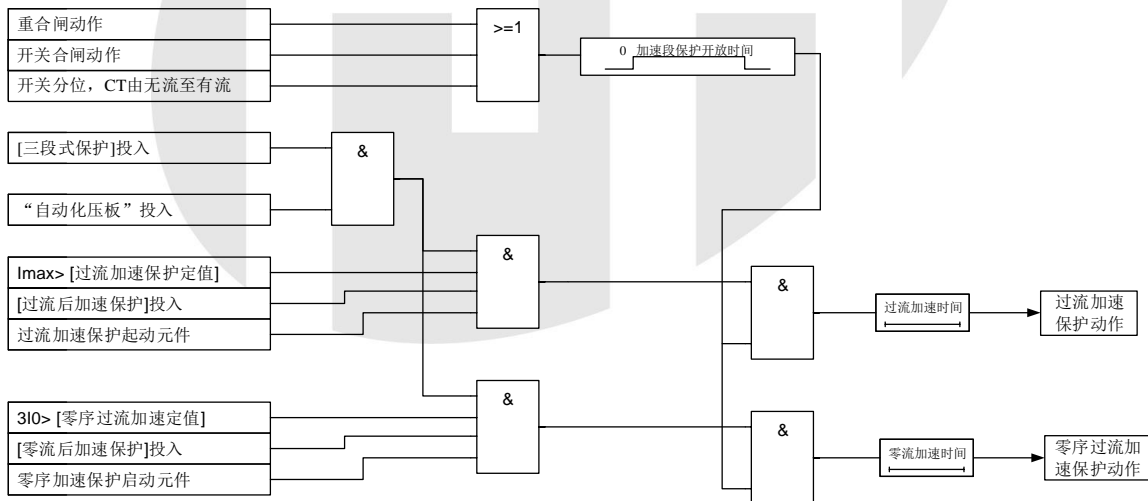 重合闸动作
开关合闸动作
开关分位，CT由无流至有流
>=1
0 加速段保护开放时间
[三段式保护]投入
“自动化压板”投入
&
Imax> [过流加速保护定值]
[过流后加速保护]投入
过流加速保护起动元件
&
&
过流加速时间
过流加速
保护动作
3I0> [零序过流加速定值]
[零流后加速保护]投入
零序加速保护启动元件
&
&
零流加速时间
零序过流加
速保护动作